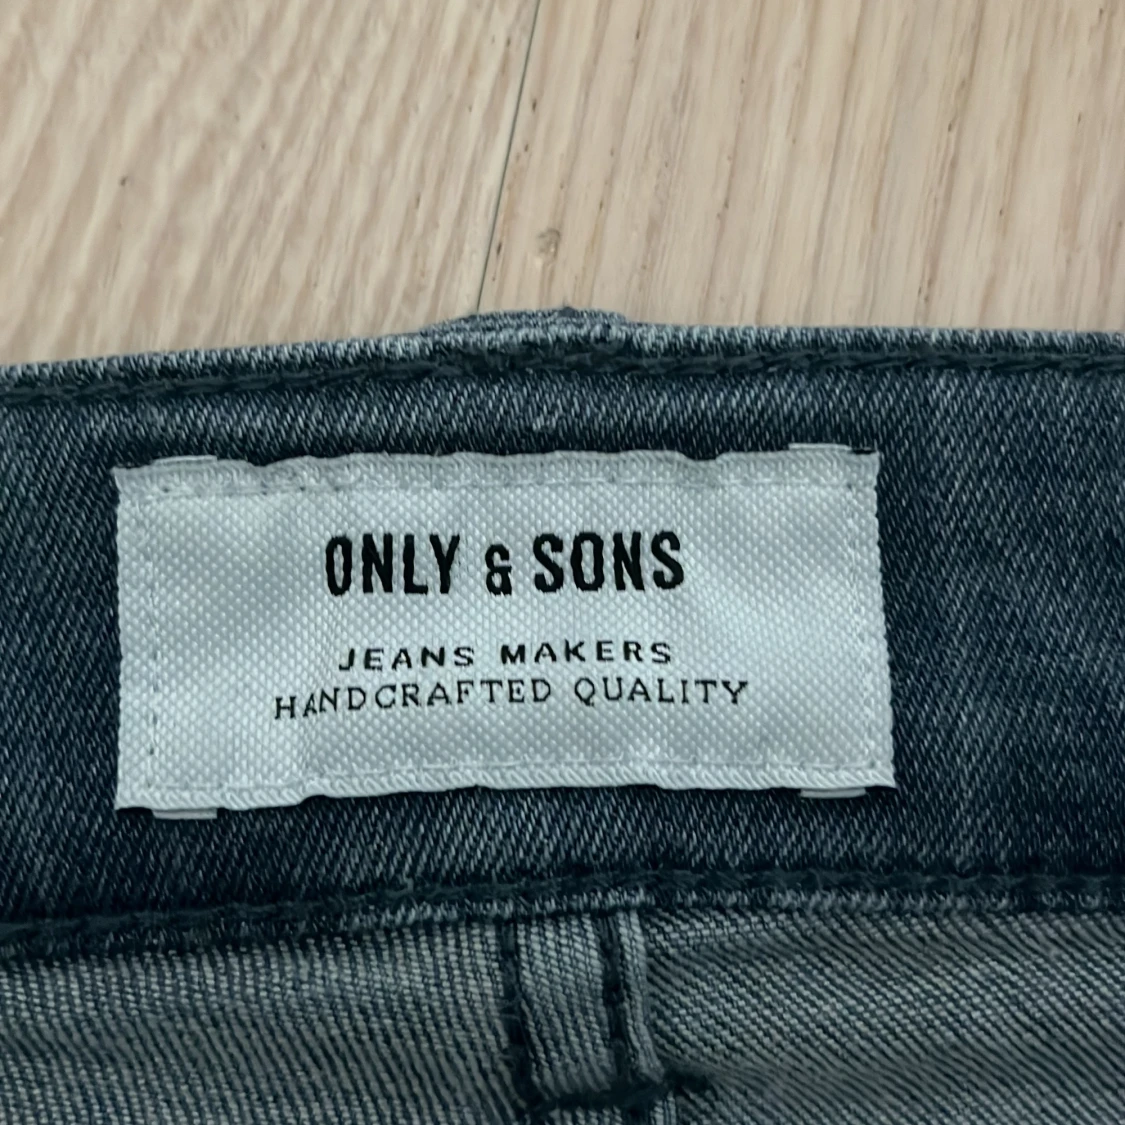 ONLY & SONS
JEANS MAKERS
HANDCRAFTED QUALITY